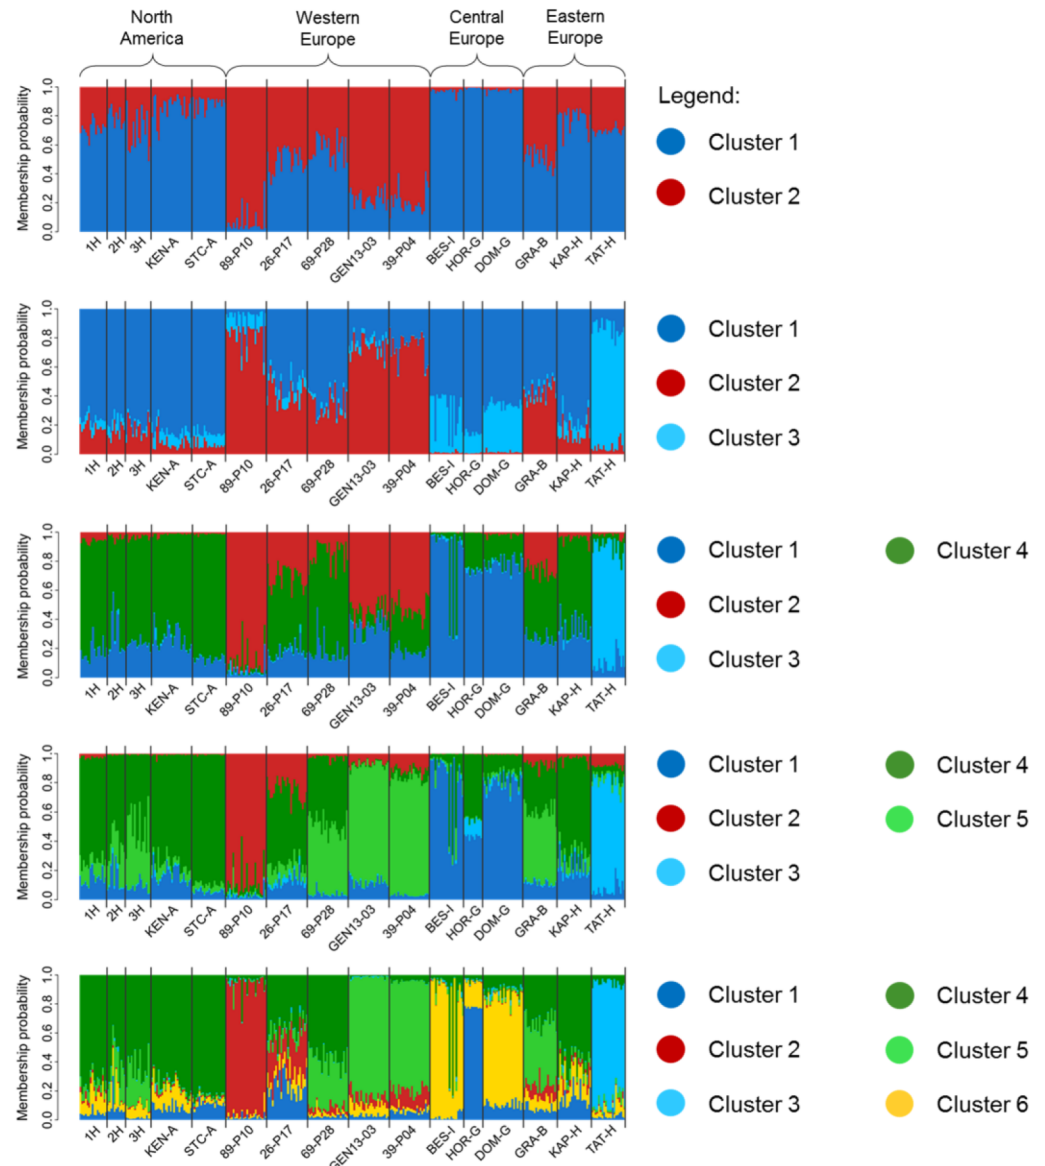 North
America
Western
Europe
Central
Europe
Eastern
Europe
Membership probability
0.0 0.2 0.4 0.6 0.8 1.0
1H 2H 3H KEN-A STC-A 89-P10 26-P17 69-P28 GEN13-03 39-P04 BES-I HOR-G DOM-G GRA-B KAP-H TAT-H
Legend:
Cluster 1
Cluster 2
Membership probability
0.0 0.2 0.4 0.6 0.8 1.0
1H 2H 3H KEN-A STC-A 89-P10 26-P17 69-P28 GEN13-03 39-P04 BES-I HOR-G DOM-G GRA-B KAP-H TAT-H
Cluster 1
Cluster 2
Cluster 3
Membership probability
0.0 0.2 0.4 0.6 0.8 1.0
1H 2H 3H KEN-A STC-A 89-P10 26-P17 69-P28 GEN13-03 39-P04 BES-I HOR-G DOM-G GRA-B KAP-H TAT-H
Cluster 1 Cluster 4
Cluster 2
Cluster 3
Membership probability
0.0 0.2 0.4 0.6 0.8 1.0
1H 2H 3H KEN-A STC-A 89-P10 26-P17 69-P28 GEN13-03 39-P04 BES-I HOR-G DOM-G GRA-B KAP-H TAT-H
Cluster 1 Cluster 4
Cluster 2 Cluster 5
Cluster 3
Membership probability
0.0 0.2 0.4 0.6 0.8 1.0
1H 2H 3H KEN-A STC-A 89-P10 26-P17 69-P28 GEN13-03 39-P04 BES-I HOR-G DOM-G GRA-B KAP-H TAT-H
Cluster 1 Cluster 4
Cluster 2 Cluster 5
Cluster 3 Cluster 6